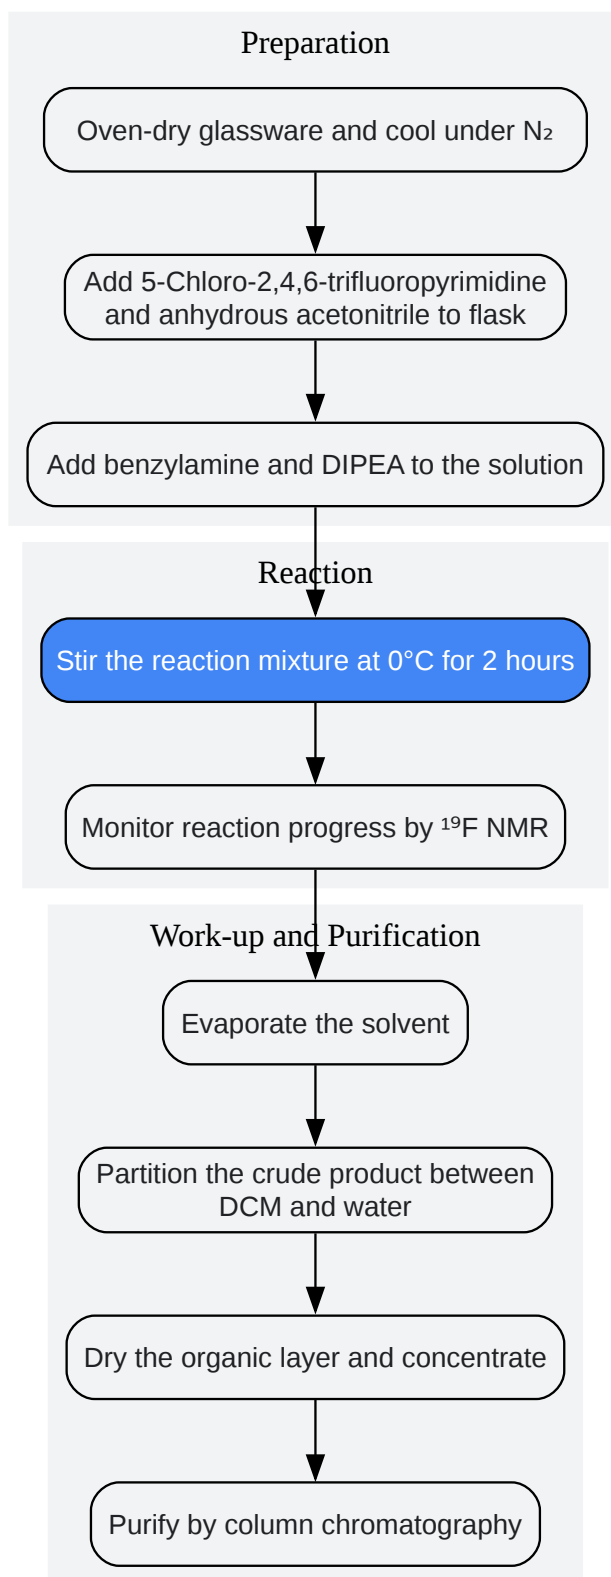 Preparation
Oven-dry glassware and cool under N₂
Add 5-Chloro-2,4,6-trifluoropyrimidine
and anhydrous acetonitrile to flask
Add benzylamine and DIPEA to the solution
Reaction
Stir the reaction mixture at 0°C for 2 hours
Monitor reaction progress by ¹⁹F NMR
Work-up and Purification
Evaporate the solvent
Partition the crude product between
DCM and water
Dry the organic layer and concentrate
Purify by column chromatography